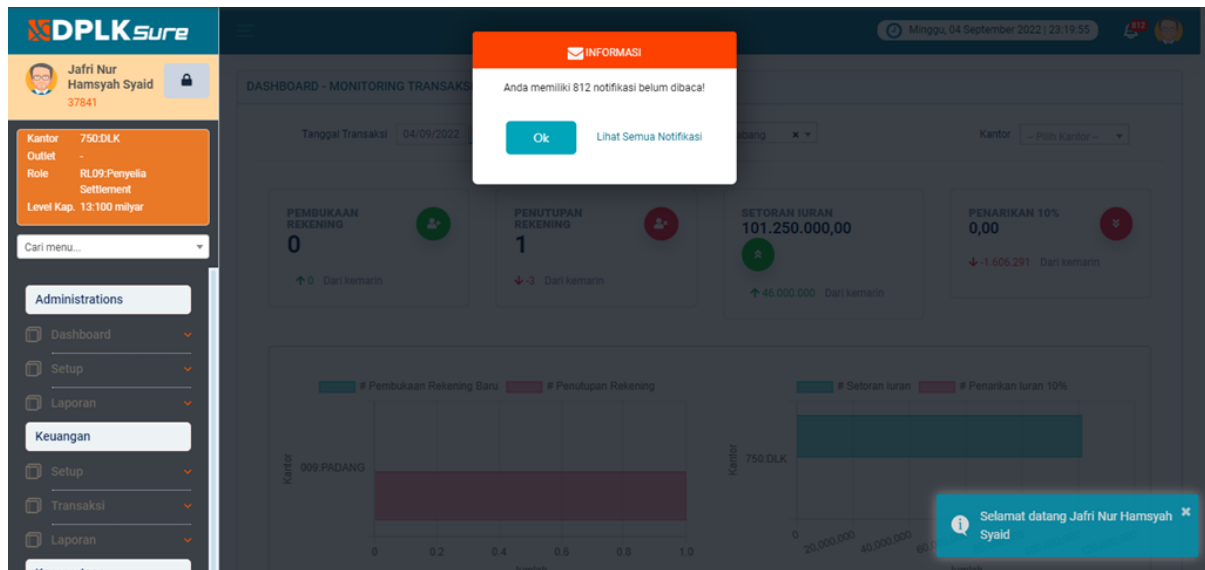 DPLKsure
Jafri Nur
Hamsyah Syaid
37841
Kantor 750:DLK
Outlet -
Role RL09:Penyelia
Settlement
Level Kap. 13:100 milyar
Cari menu...
Administrations
Dashboard
Setup
Laporan
Keuangan
Setup
Transaksi
Laporan
Minggu, 04 September 2022 | 23:19:55
812
INFORMASI
Anda memiliki 812 notifikasi belum dibaca!
Ok Lihat Semua Notifikasi
DASHBOARD - MONITORING TRANSAKS
Tanggal Transaksi 04/09/2022
abang × Kantor -- Pilih Kantor --
PEMBUKAAN
REKENING
0
0 Dari kemarin
PENUTUPAN
REKENING
1
-3 Dari kemarin
SETORAN IURAN
101.250.000,00
46.000.000 Dari kemarin
PENARIKAN 10%
0,00
-1.606.291 Dari kemarin
# Pembukaan Rekening Baru # Penutupan Rekening
Kantor
009:PADANG
0 0.2 0.4 0.6 0.8 1.0
# Setoran Iuran # Penarikan Iuran 10%
Kantor
750:DLK
0 20.000.000 40.000.000
Selamat datang Jafri Nur Hamsyah ×
Syaid